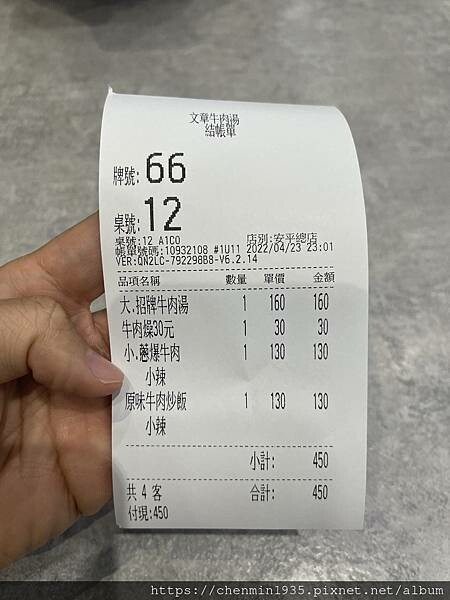 文章牛肉湯
結帳單
牌號: 66
桌號: 12
桌號:12 A1C0 店別:安平總店
帳單號碼:10932108 #1U11 2022/04/23 23:01
VER:QN2LC-792298B8-V6.2.14
品項名稱 數量 單價 金額
大.招牌牛肉湯 1 160 160
牛肉燥30元 1 30 30
小.蔥爆牛肉 1 130 130
小辣
原味牛肉炒飯 1 130 130
小辣
小計: 450
共 4 客 合計: 450
付現:450
https://chenmin1935.pixnet.net/album